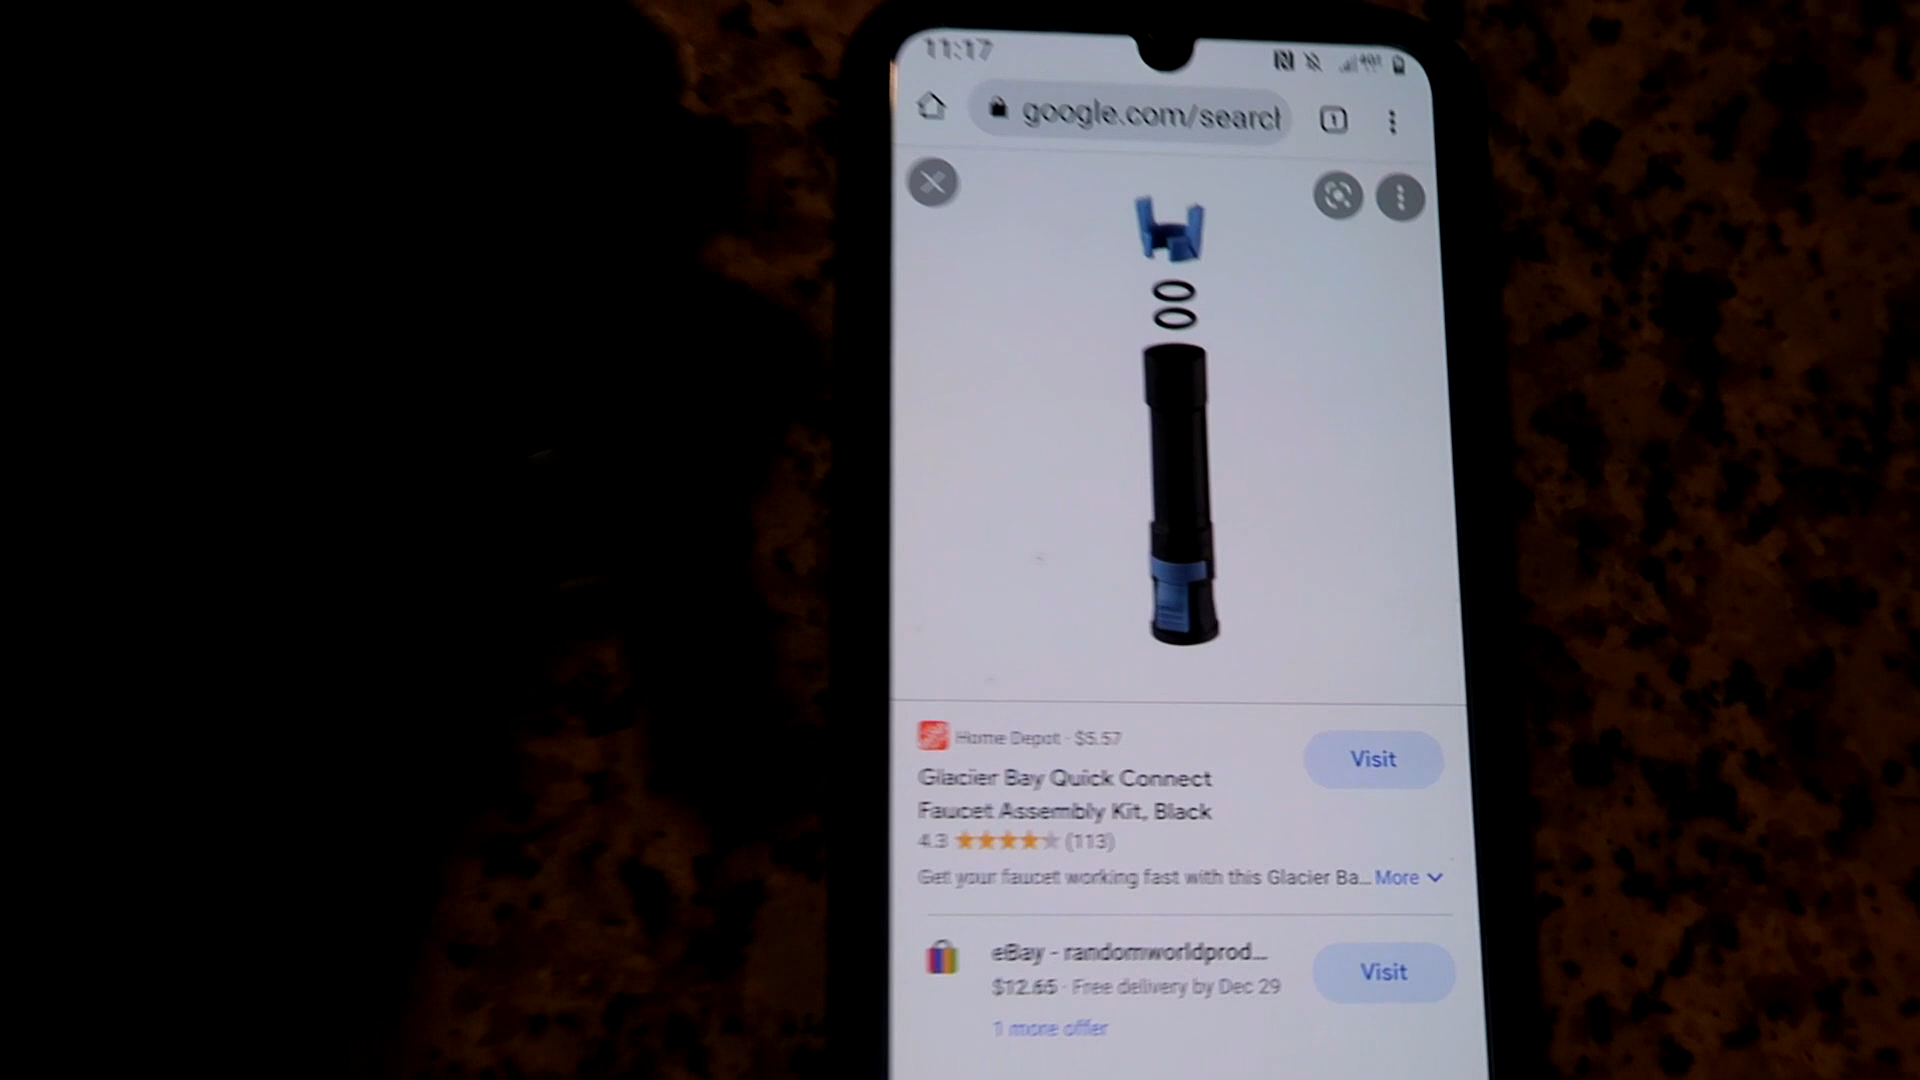 11:17
google.com/search
1
Home Depot · $5.57
Visit
Glacier Bay Quick Connect
Faucet Assembly Kit, Black
4.3 (113)
Get your faucet working fast with this Glacier Ba... More
eBay - randomworldprod...
Visit
$12.65 · Free delivery by Dec 29
1 more offer